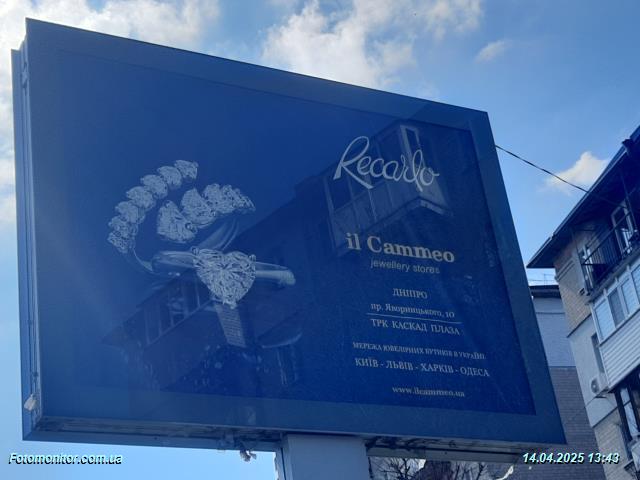 Recarlo
il Cammeo
jewellery stores
ДНІПРО
пр. Яворницького, 10
ТРК КАСКАД ПЛАЗА
МЕРЕЖА ЮВЕЛІРНИХ БУТИКІВ В УКРАЇНІ
КИЇВ - ЛЬВІВ - ХАРКІВ - ОДЕСА
www.ilcammeo.ua
Fotomonitor.com.ua
14.04.2025 13:43